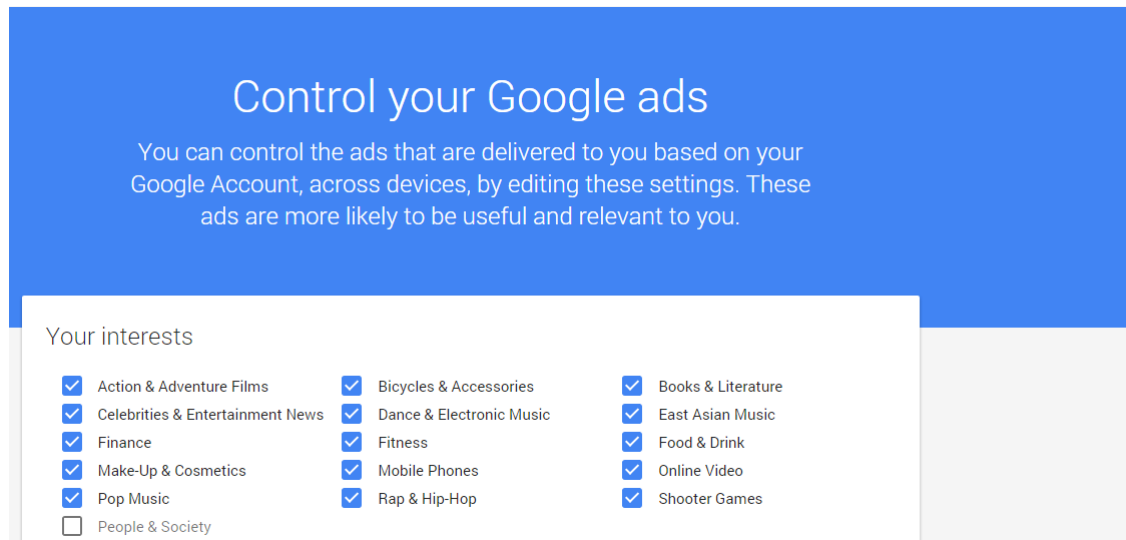 Control your Google ads
You can control the ads that are delivered to you based on your
Google Account, across devices, by editing these settings. These
ads are more likely to be useful and relevant to you.
Your interests
Action & Adventure Films Bicycles & Accessories Books & Literature
Celebrities & Entertainment News Dance & Electronic Music East Asian Music
Finance Fitness Food & Drink
Make-Up & Cosmetics Mobile Phones Online Video
Pop Music Rap & Hip-Hop Shooter Games
People & Society